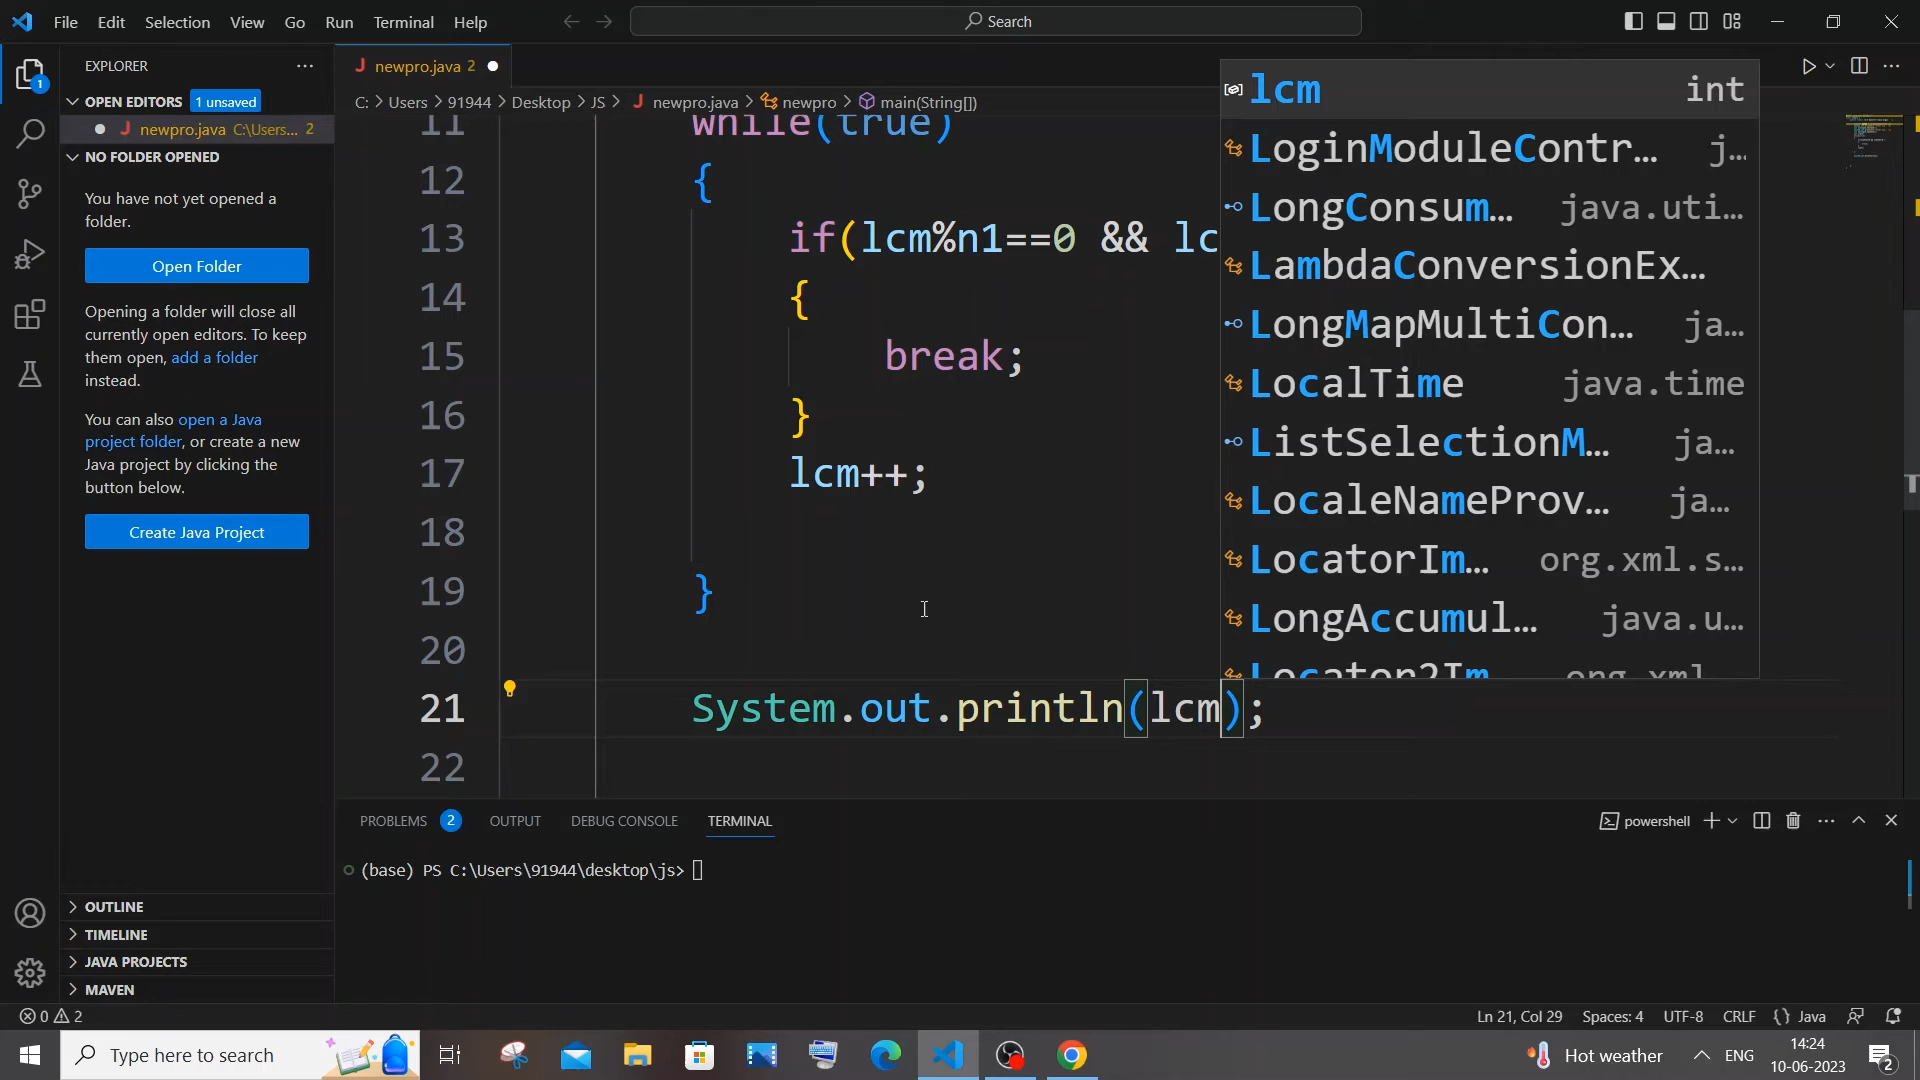 File Edit Selection View Go Run Terminal Help
Search
EXPLORER
OPEN EDITORS 1 unsaved
newpro.java C:\Users... 2
NO FOLDER OPENED
You have not yet opened a
folder.
Open Folder
Opening a folder will close all
currently open editors. To keep
them open, add a folder
instead.
You can also open a Java
project folder, or create a new
Java project by clicking the
button below.
Create Java Project
OUTLINE
TIMELINE
JAVA PROJECTS
MAVEN
1
newpro.java 2
C: > Users > 91944 > Desktop > JS > newpro.java > newpro > main(String[])
11 while(true)
12 {
13 if(lcm%n1==0 && lc
14 {
15 break;
16 }
17 lcm++;
18
19 }
20
21 System.out.println(lcm);
22
lcm int
LoginModuleContr... j...
LongConsum... java.uti...
LambdaConversionEx...
LongMapMultiCon... ja...
LocalTime java.time
ListSelectionM... ja...
LocaleNameProv... ja...
LocatorIm... org.xml.s...
LongAccumul... java.u...
Locator2Im... org.xml...
PROBLEMS 2 OUTPUT DEBUG CONSOLE TERMINAL
powershell
(base) PS C:\Users\91944\desktop\js>
0 2
Ln 21, Col 29 Spaces: 4 UTF-8 CRLF {} Java
Type here to search
Hot weather
ENG
14:24
10-06-2023
2